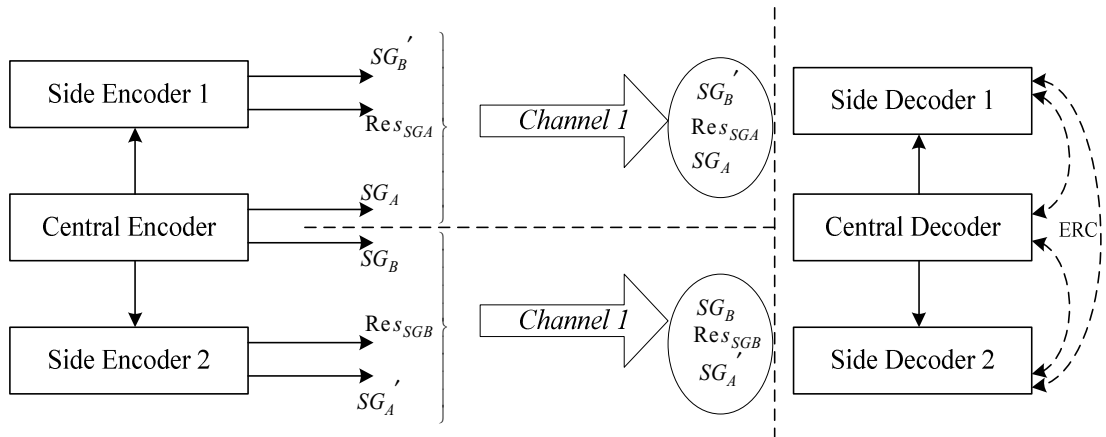 SG_B'
Side Encoder 1
Res_SGA
SG_A
Central Encoder
SG_B
Res_SGB
Side Encoder 2
SG_A'
Channel 1
SG_B'
Res_SGA
SG_A
Channel 1
SG_B
Res_SGB
SG_A'
Side Decoder 1
Central Decoder
ERC
Side Decoder 2